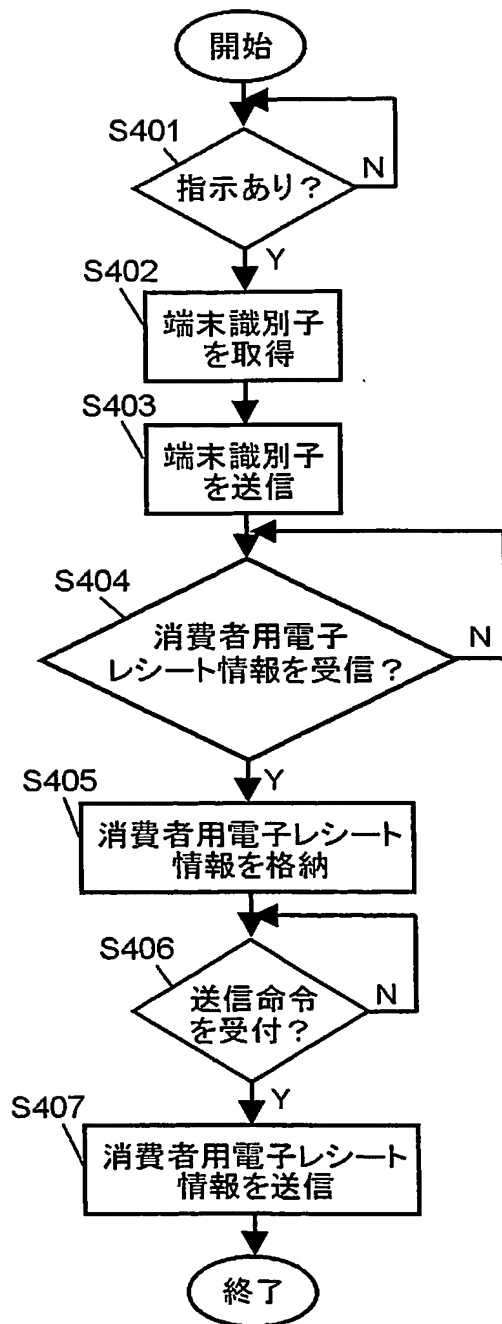 開始
S401
指示あり?
N
Y
S402
端末識別子
を取得
S403
端末識別子
を送信
S404
消費者用電子
レシート情報を受信?
N
Y
S405
消費者用電子レシート
情報を格納
S406
送信命令
を受付?
N
Y
S407
消費者用電子レシート
情報を送信
終了